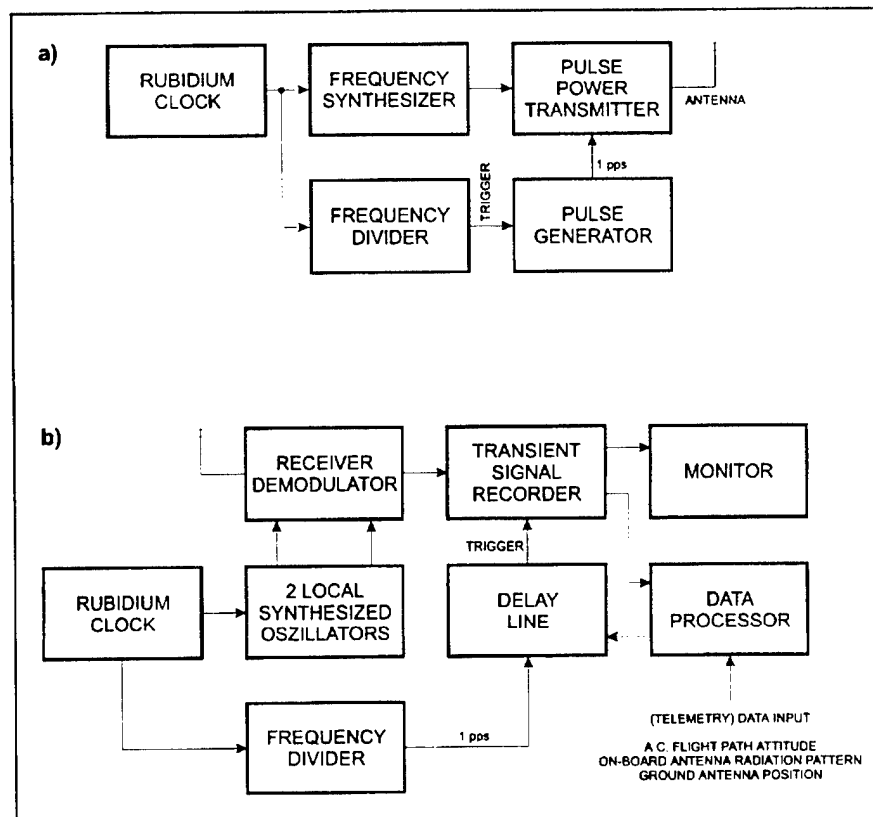 a)
RUBIDIUM
CLOCK
FREQUENCY
SYNTHESIZER
PULSE
POWER
TRANSMITTER
ANTENNA
1 pps
TRIGGER
FREQUENCY
DIVIDER
PULSE
GENERATOR
b)
RECEIVER
DEMODULATOR
TRANSIENT
SIGNAL
RECORDER
MONITOR
TRIGGER
RUBIDIUM
CLOCK
2 LOCAL
SYNTHESIZED
OSZILLATORS
DELAY
LINE
DATA
PROCESSOR
FREQUENCY
DIVIDER
1 pps
(TELEMETRY) DATA INPUT
A.C. FLIGHT PATH ATTITUDE
ON-BOARD ANTENNA RADIATION PATTERN
GROUND ANTENNA POSITION